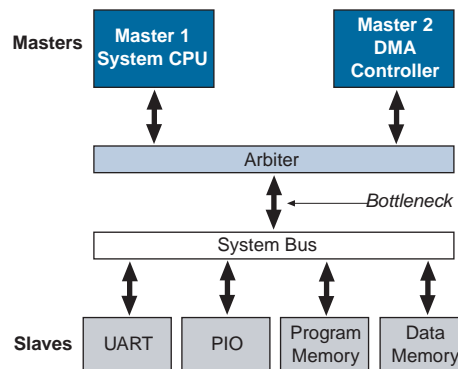 Masters
Master 1
System CPU
Master 2
DMA
Controller
Arbiter
Bottleneck
System Bus
Slaves
UART
PIO
Program
Memory
Data
Memory